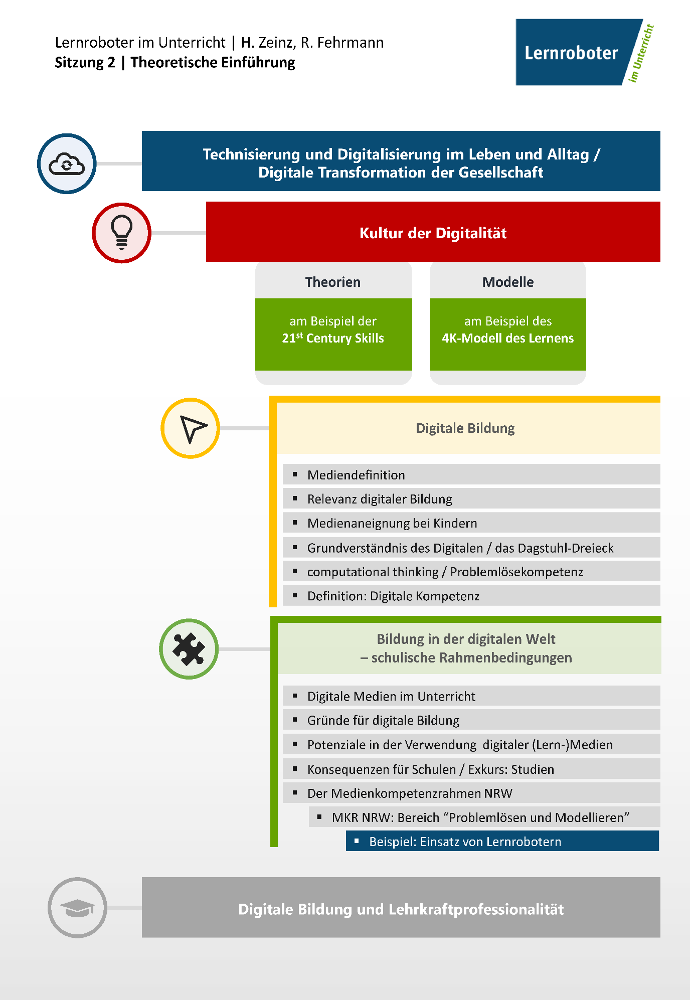 Lernroboter im Unterricht | H. Zeinz, R. Fehrmann
Sitzung 2 | Theoretische Einführung
Lernroboter
im Unterricht
Technisierung und Digitalisierung im Leben und Alltag /
Digitale Transformation der Gesellschaft
Kultur der Digitalität
Theorien
am Beispiel der
21st Century Skills
Modelle
am Beispiel des
4K-Modell des Lernens
Digitale Bildung
▪ Mediendefinition
▪ Relevanz digitaler Bildung
▪ Medienaneignung bei Kindern
▪ Grundverständnis des Digitalen / das Dagstuhl-Dreieck
▪ computational thinking / Problemlösekompetenz
▪ Definition: Digitale Kompetenz
Bildung in der digitalen Welt
– schulische Rahmenbedingungen
▪ Digitale Medien im Unterricht
▪ Gründe für digitale Bildung
▪ Potenziale in der Verwendung digitaler (Lern-)Medien
▪ Konsequenzen für Schulen / Exkurs: Studien
▪ Der Medienkompetenzrahmen NRW
▪ MKR NRW: Bereich “Problemlösen und Modellieren”
▪ Beispiel: Einsatz von Lernrobotern
Digitale Bildung und Lehrkraftprofessionalität